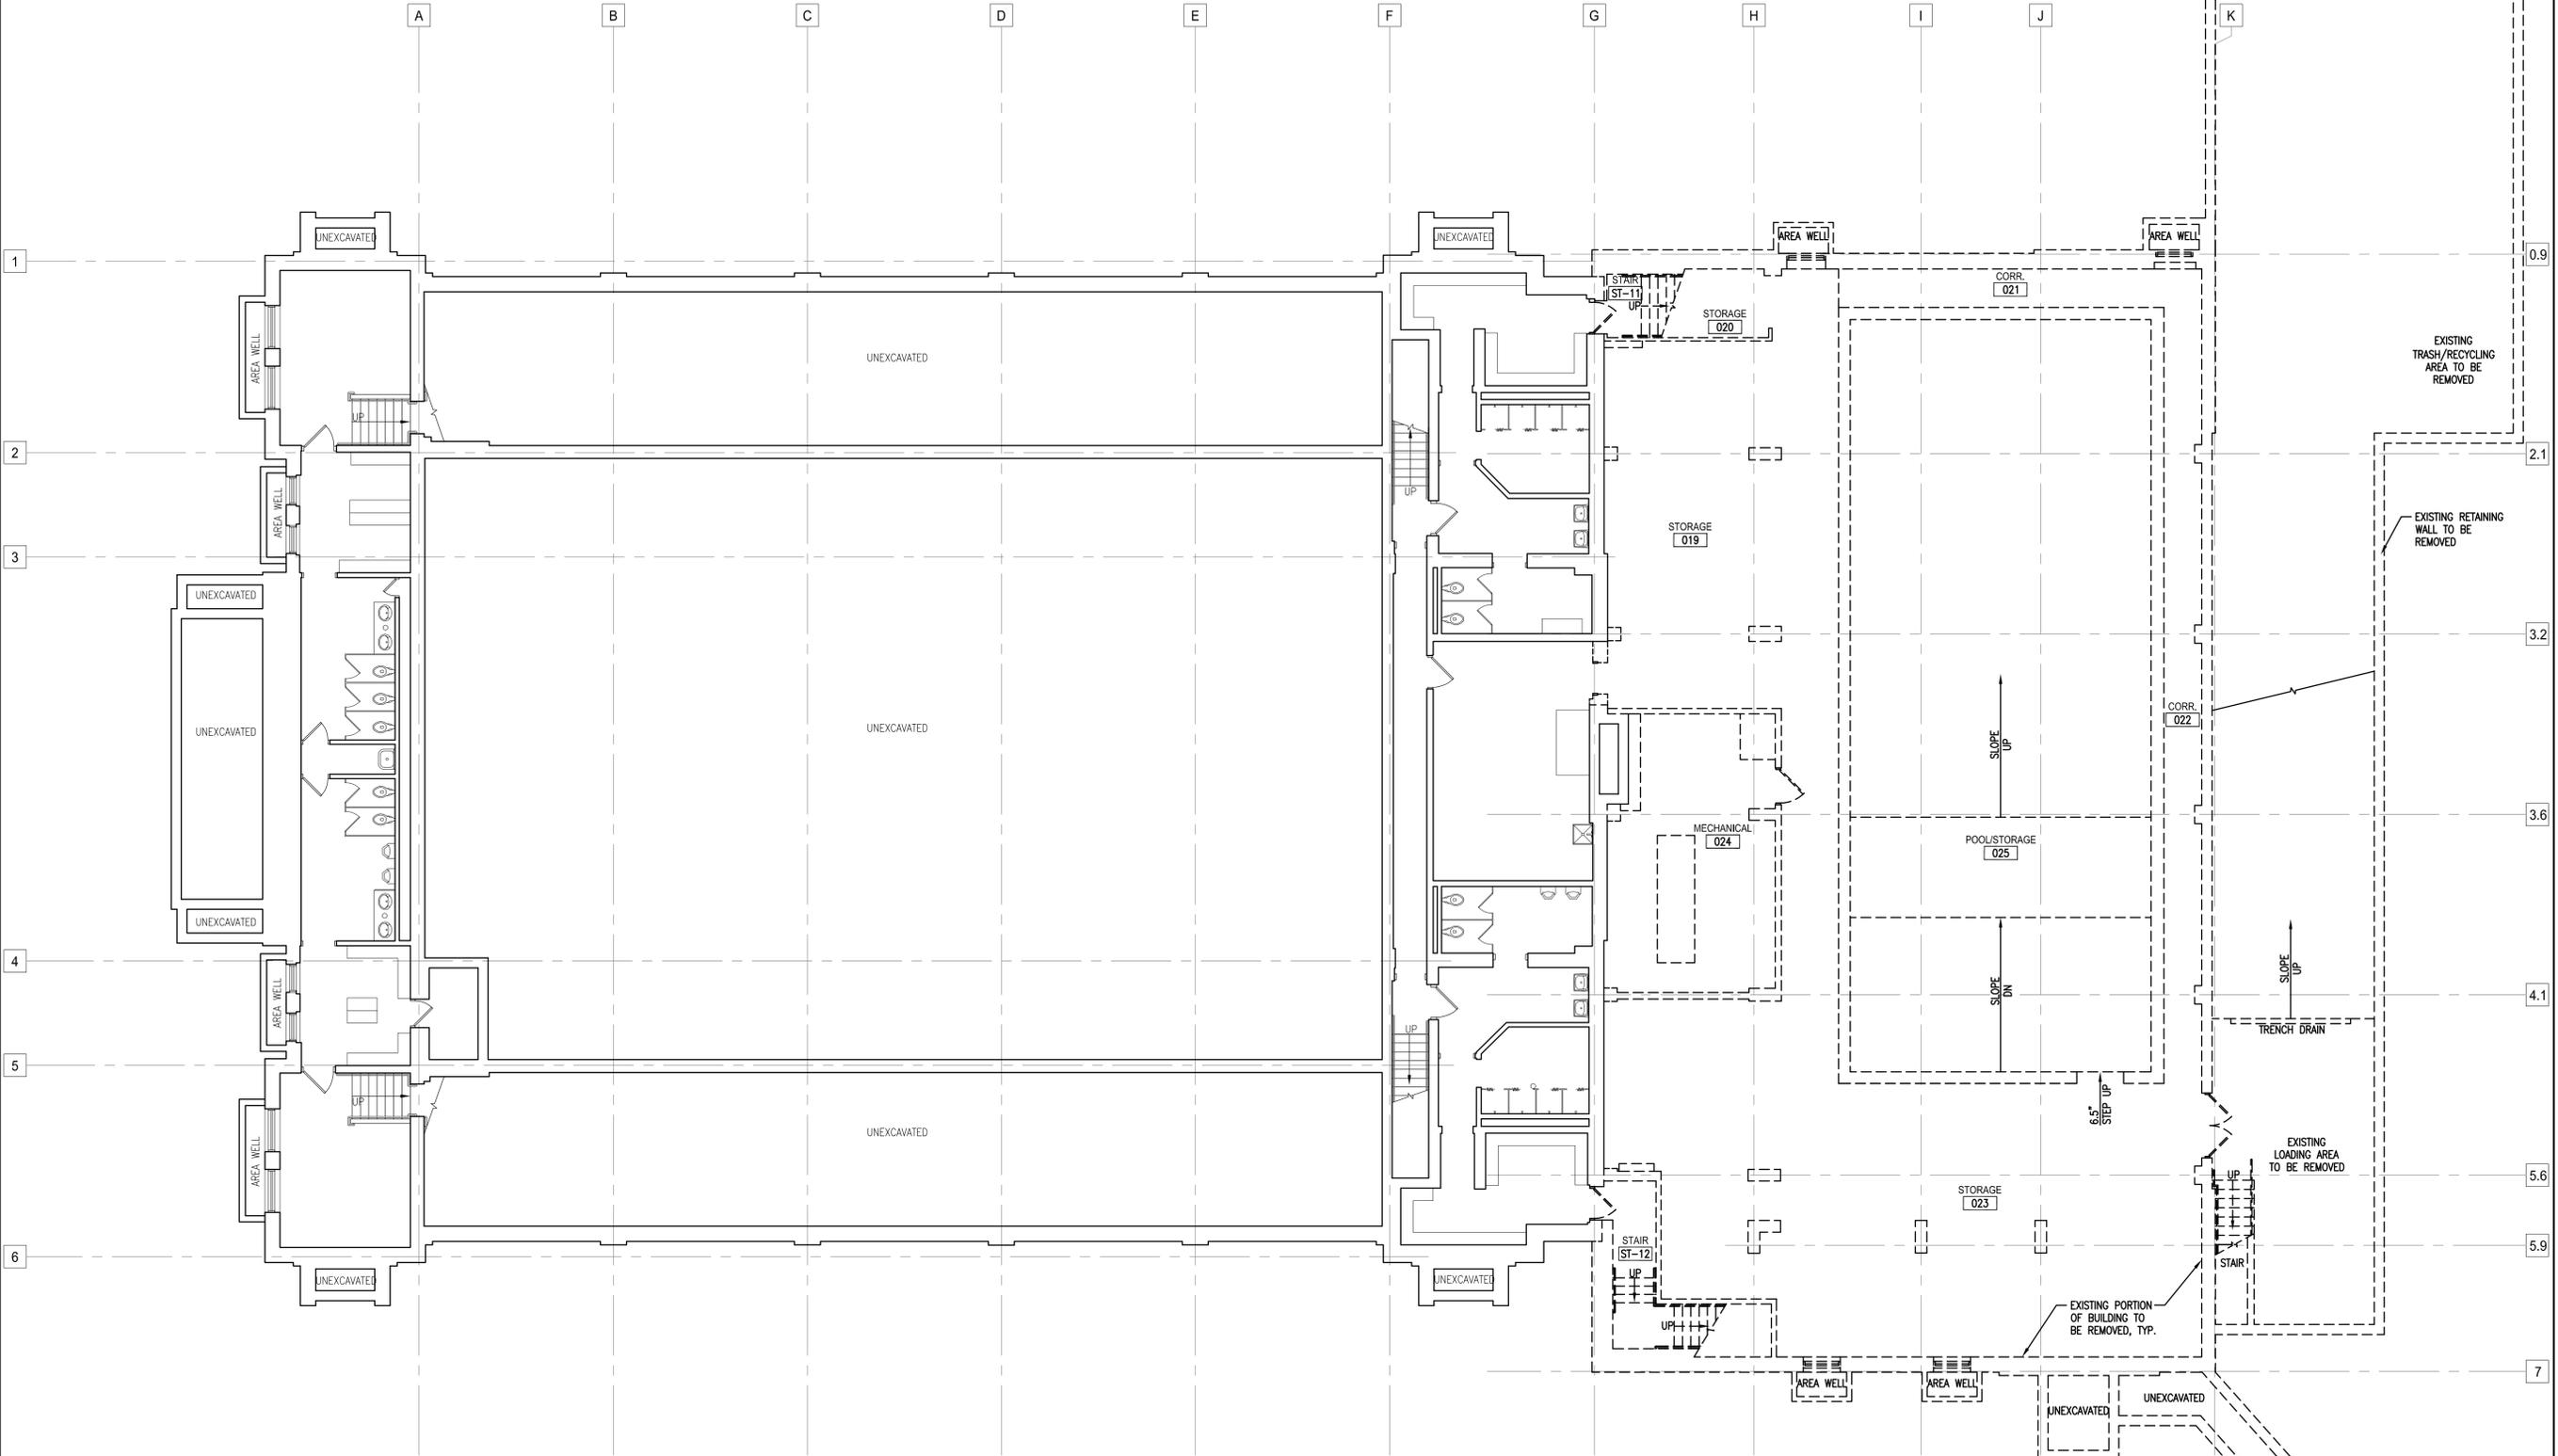 A
B
C
D
E
F
G
H
I
J
K
UNEXCAVATED
UNEXCAVATED
AREA WELL
AREA WELL
1
0.9
STAIR
ST-11
UP
CORR.
021
STORAGE
020
AREA WELL
UNEXCAVATED
EXISTING
TRASH/RECYCLING
AREA TO BE
REMOVED
UP
2
2.1
UP
AREA WELL
STORAGE
019
EXISTING RETAINING
WALL TO BE
REMOVED
3
UNEXCAVATED
3.2
UNEXCAVATED
UNEXCAVATED
SLOPE
UP
CORR.
022
3.6
MECHANICAL
024
POOL/STORAGE
025
UNEXCAVATED
4
AREA WELL
SLOPE
DN
SLOPE
UP
4.1
UP
TRENCH DRAIN
5
UP
6.5"
STEP UP
UNEXCAVATED
AREA WELL
EXISTING
LOADING AREA
TO BE REMOVED
5.6
UP
STORAGE
023
STAIR
ST-12
5.9
6
STAIR
UNEXCAVATED
UNEXCAVATED
UP
EXISTING PORTION
OF BUILDING TO
BE REMOVED, TYP.
UP
7
AREA WELL
AREA WELL
UNEXCAVATED
UNEXCAVATED